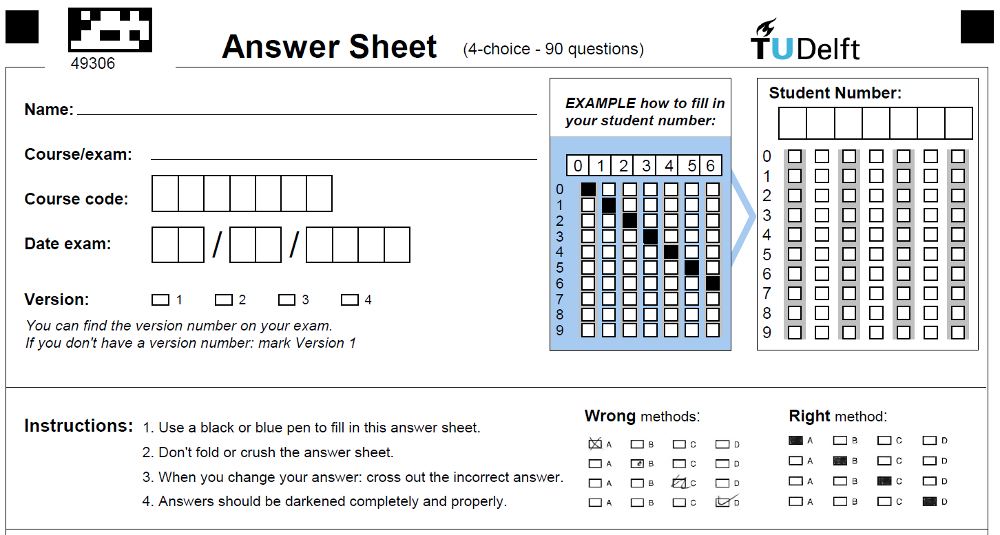 49306
Answer Sheet (4-choice - 90 questions)
TUDelft
Name:
Course/exam:
Course code:
Date exam: / /
Version: 1 2 3 4
You can find the version number on your exam.
If you don't have a version number: mark Version 1
EXAMPLE how to fill in
your student number:
0 1 2 3 4 5 6
0
1
2
3
4
5
6
7
8
9
Student Number:
0
1
2
3
4
5
6
7
8
9
Instructions: 1. Use a black or blue pen to fill in this answer sheet.
2. Don't fold or crush the answer sheet.
3. When you change your answer: cross out the incorrect answer.
4. Answers should be darkened completely and properly.
Wrong methods:
A B C D
A B C D
A B C D
A B C D
Right method:
A B C D
A B C D
A B C D
A B C D